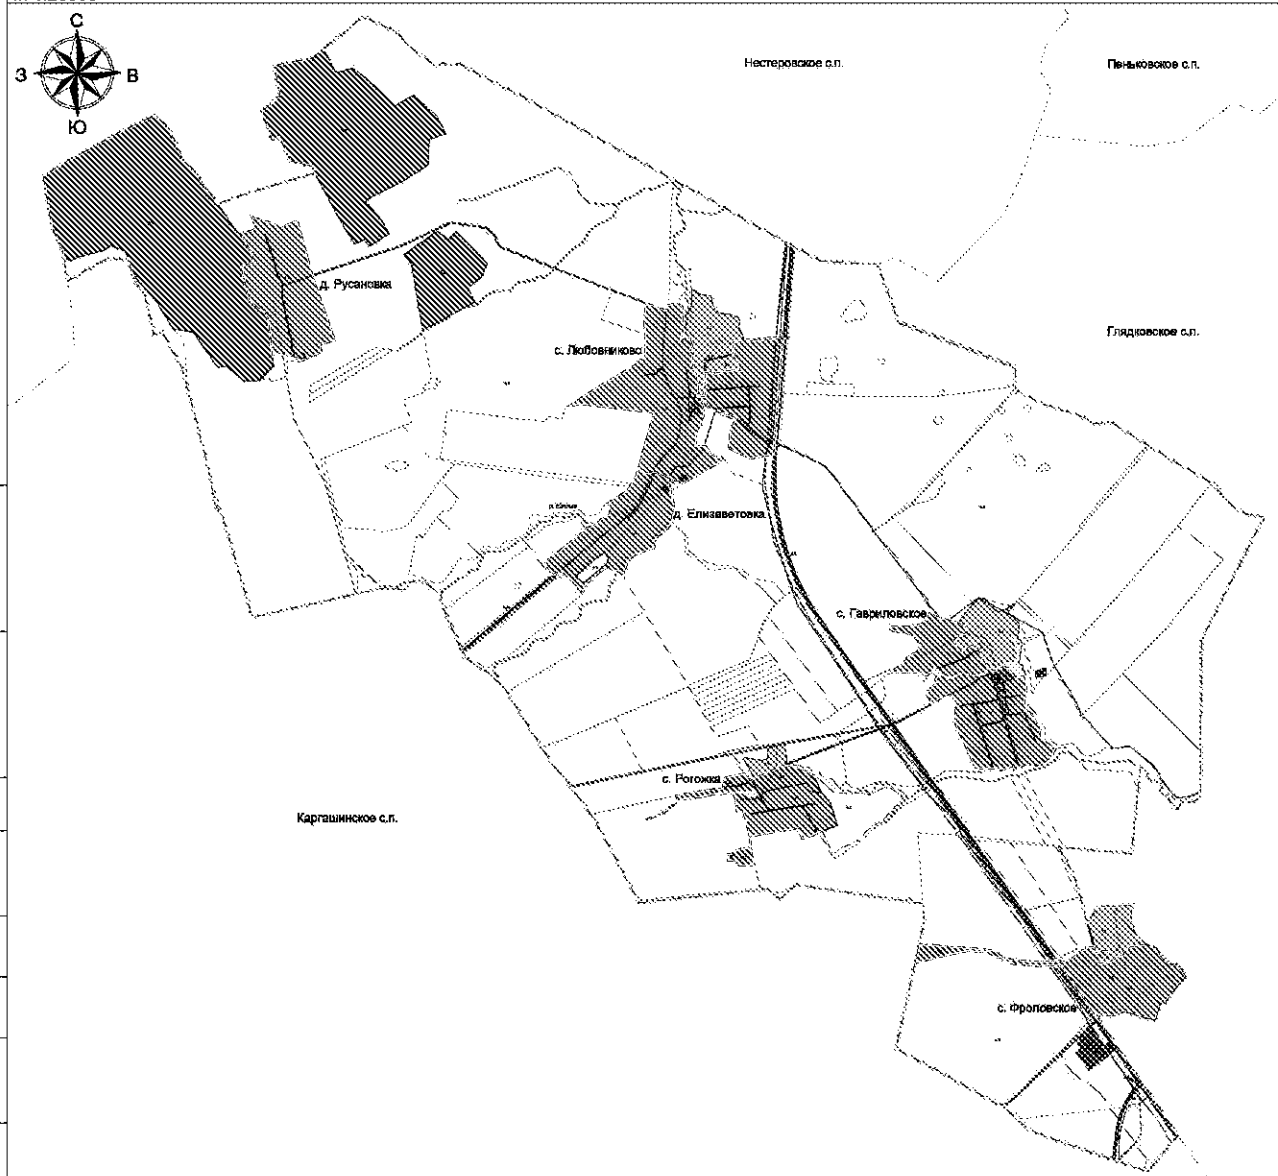 С
З
В
Ю
Нестеровское с.п.
Пеньковское с.п.
д. Русановка
Глядковское с.п.
с. Любовниково
д. Елизаветовка
с. Гавриловское
с. Рогожка
Каргашинское с.п.
с. Фроловское